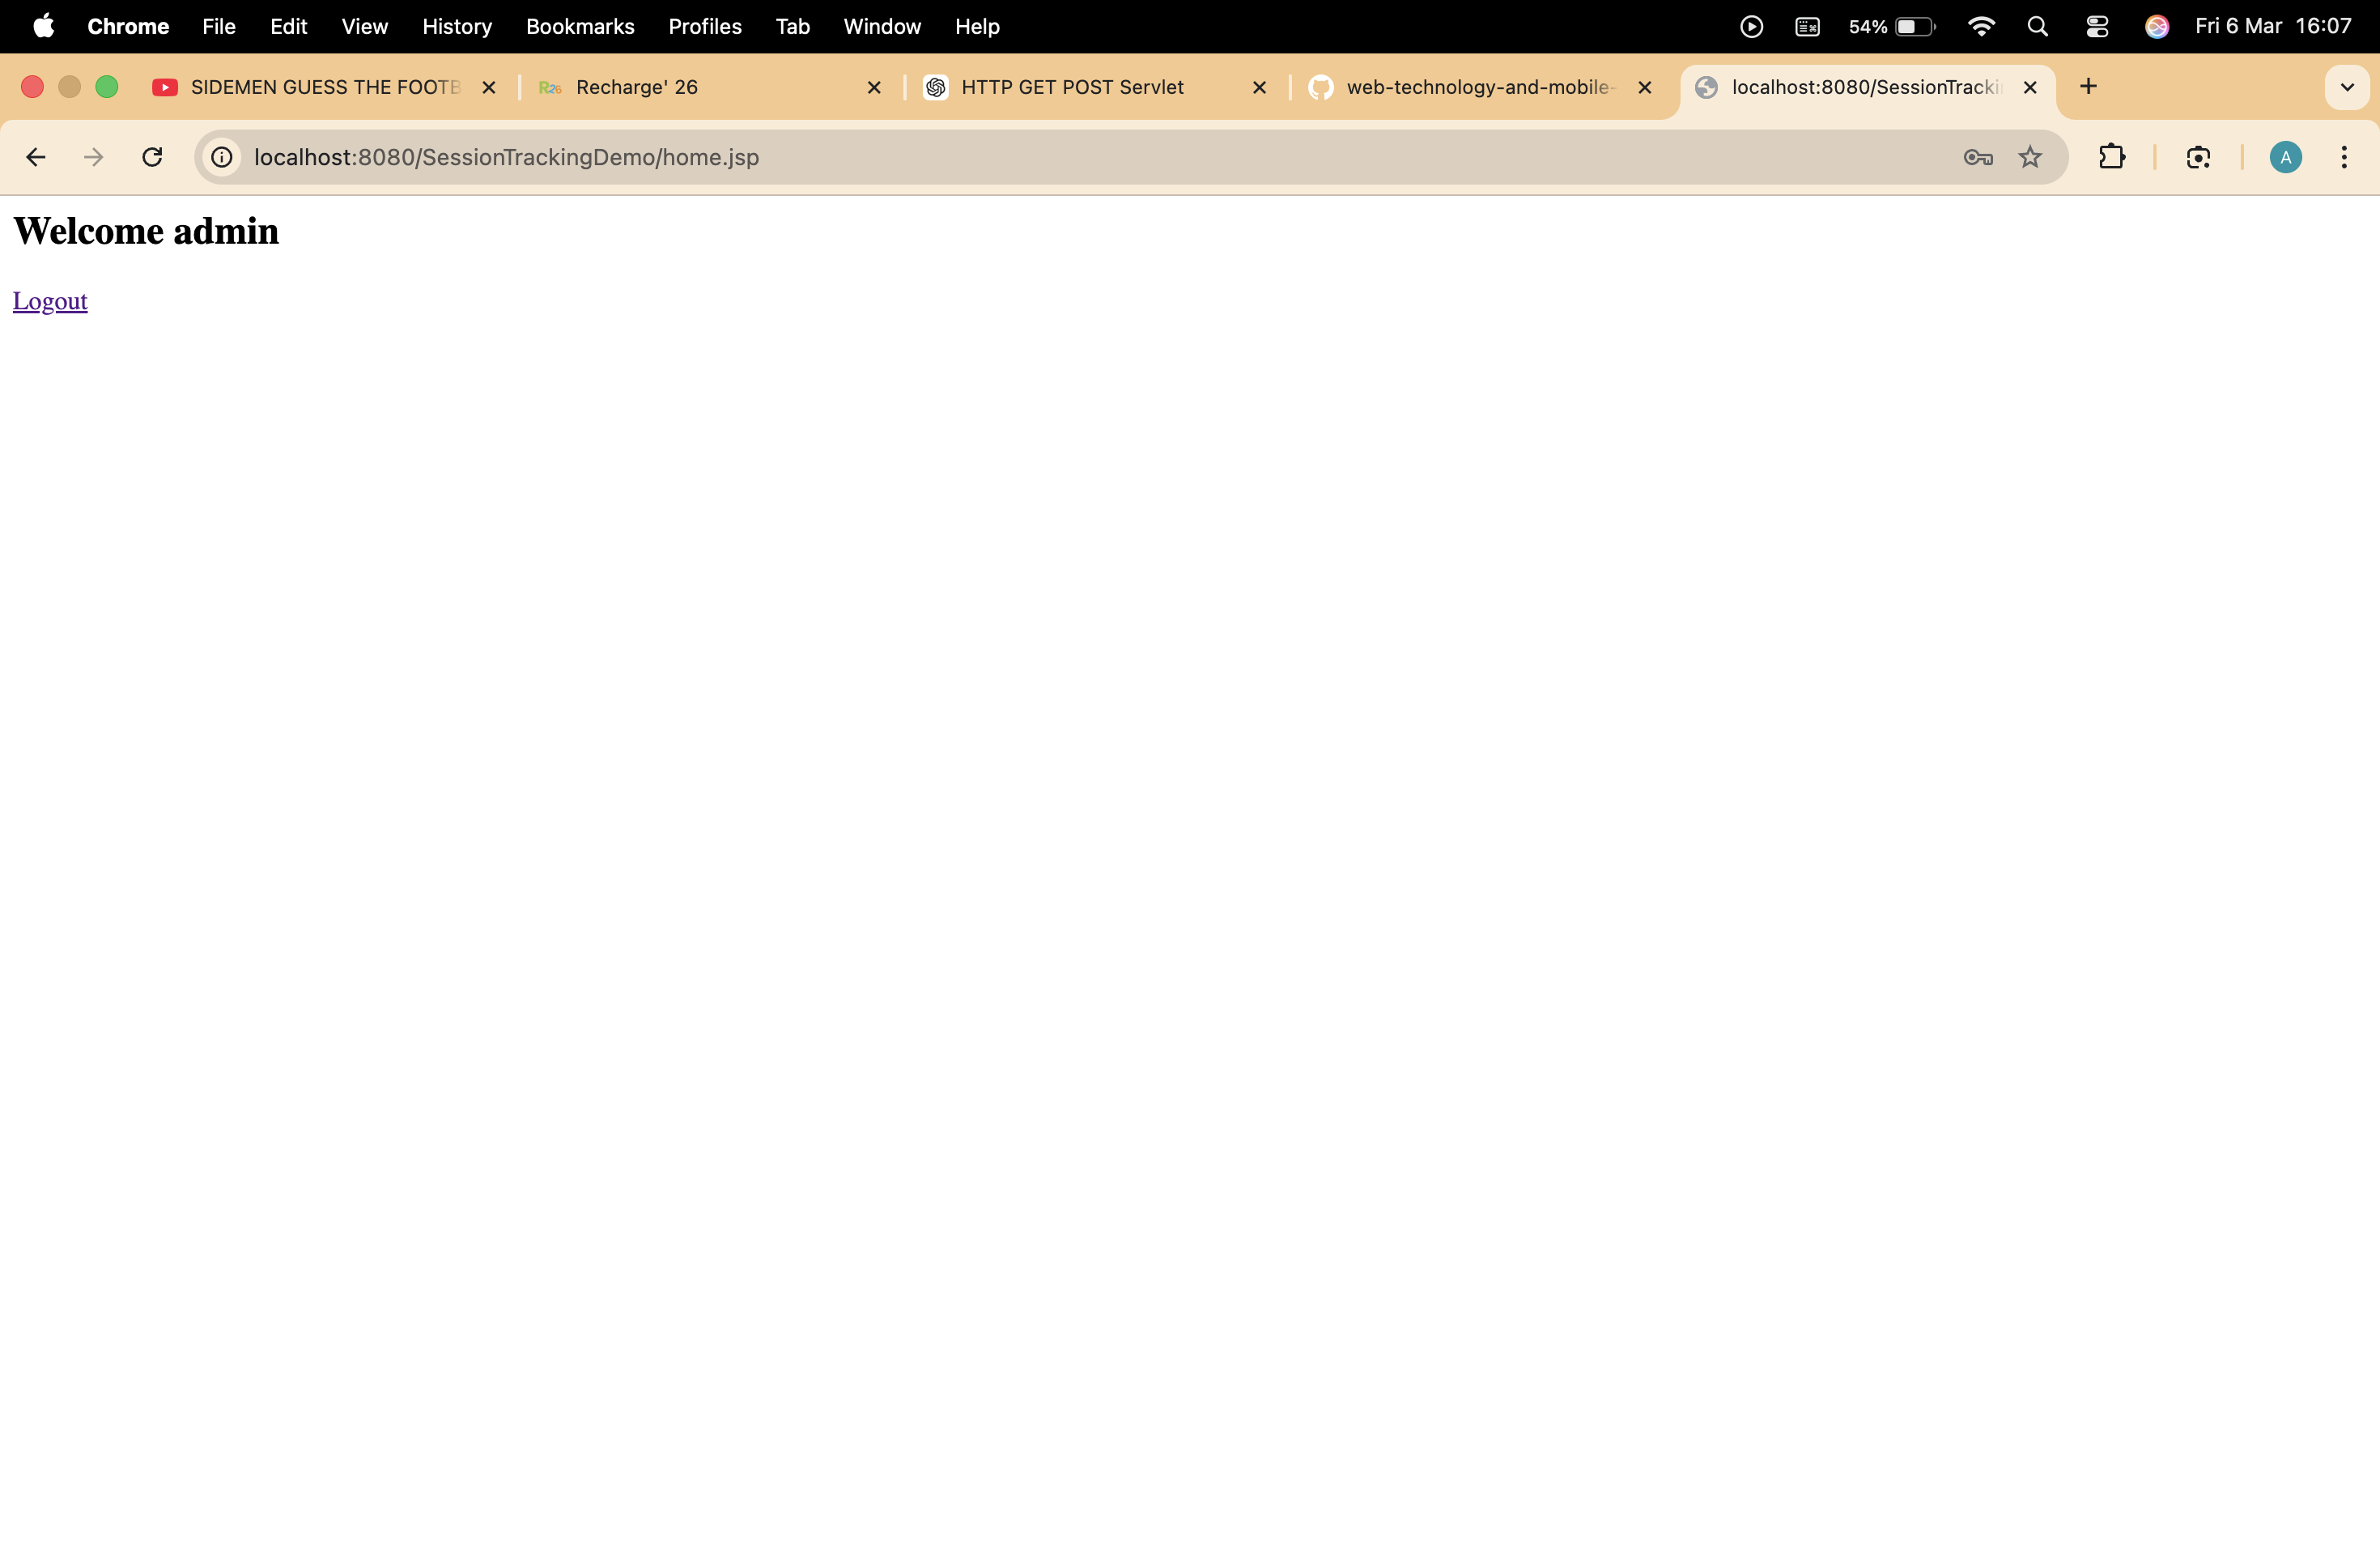 Chrome File Edit View History Bookmarks Profiles Tab Window Help 54% Fri 6 Mar 16:07
SIDEMEN GUESS THE FOOTB R26 Recharge' 26 HTTP GET POST Servlet web-technology-and-mobile- localhost:8080/SessionTracki
localhost:8080/SessionTrackingDemo/home.jsp A
Welcome admin
Logout